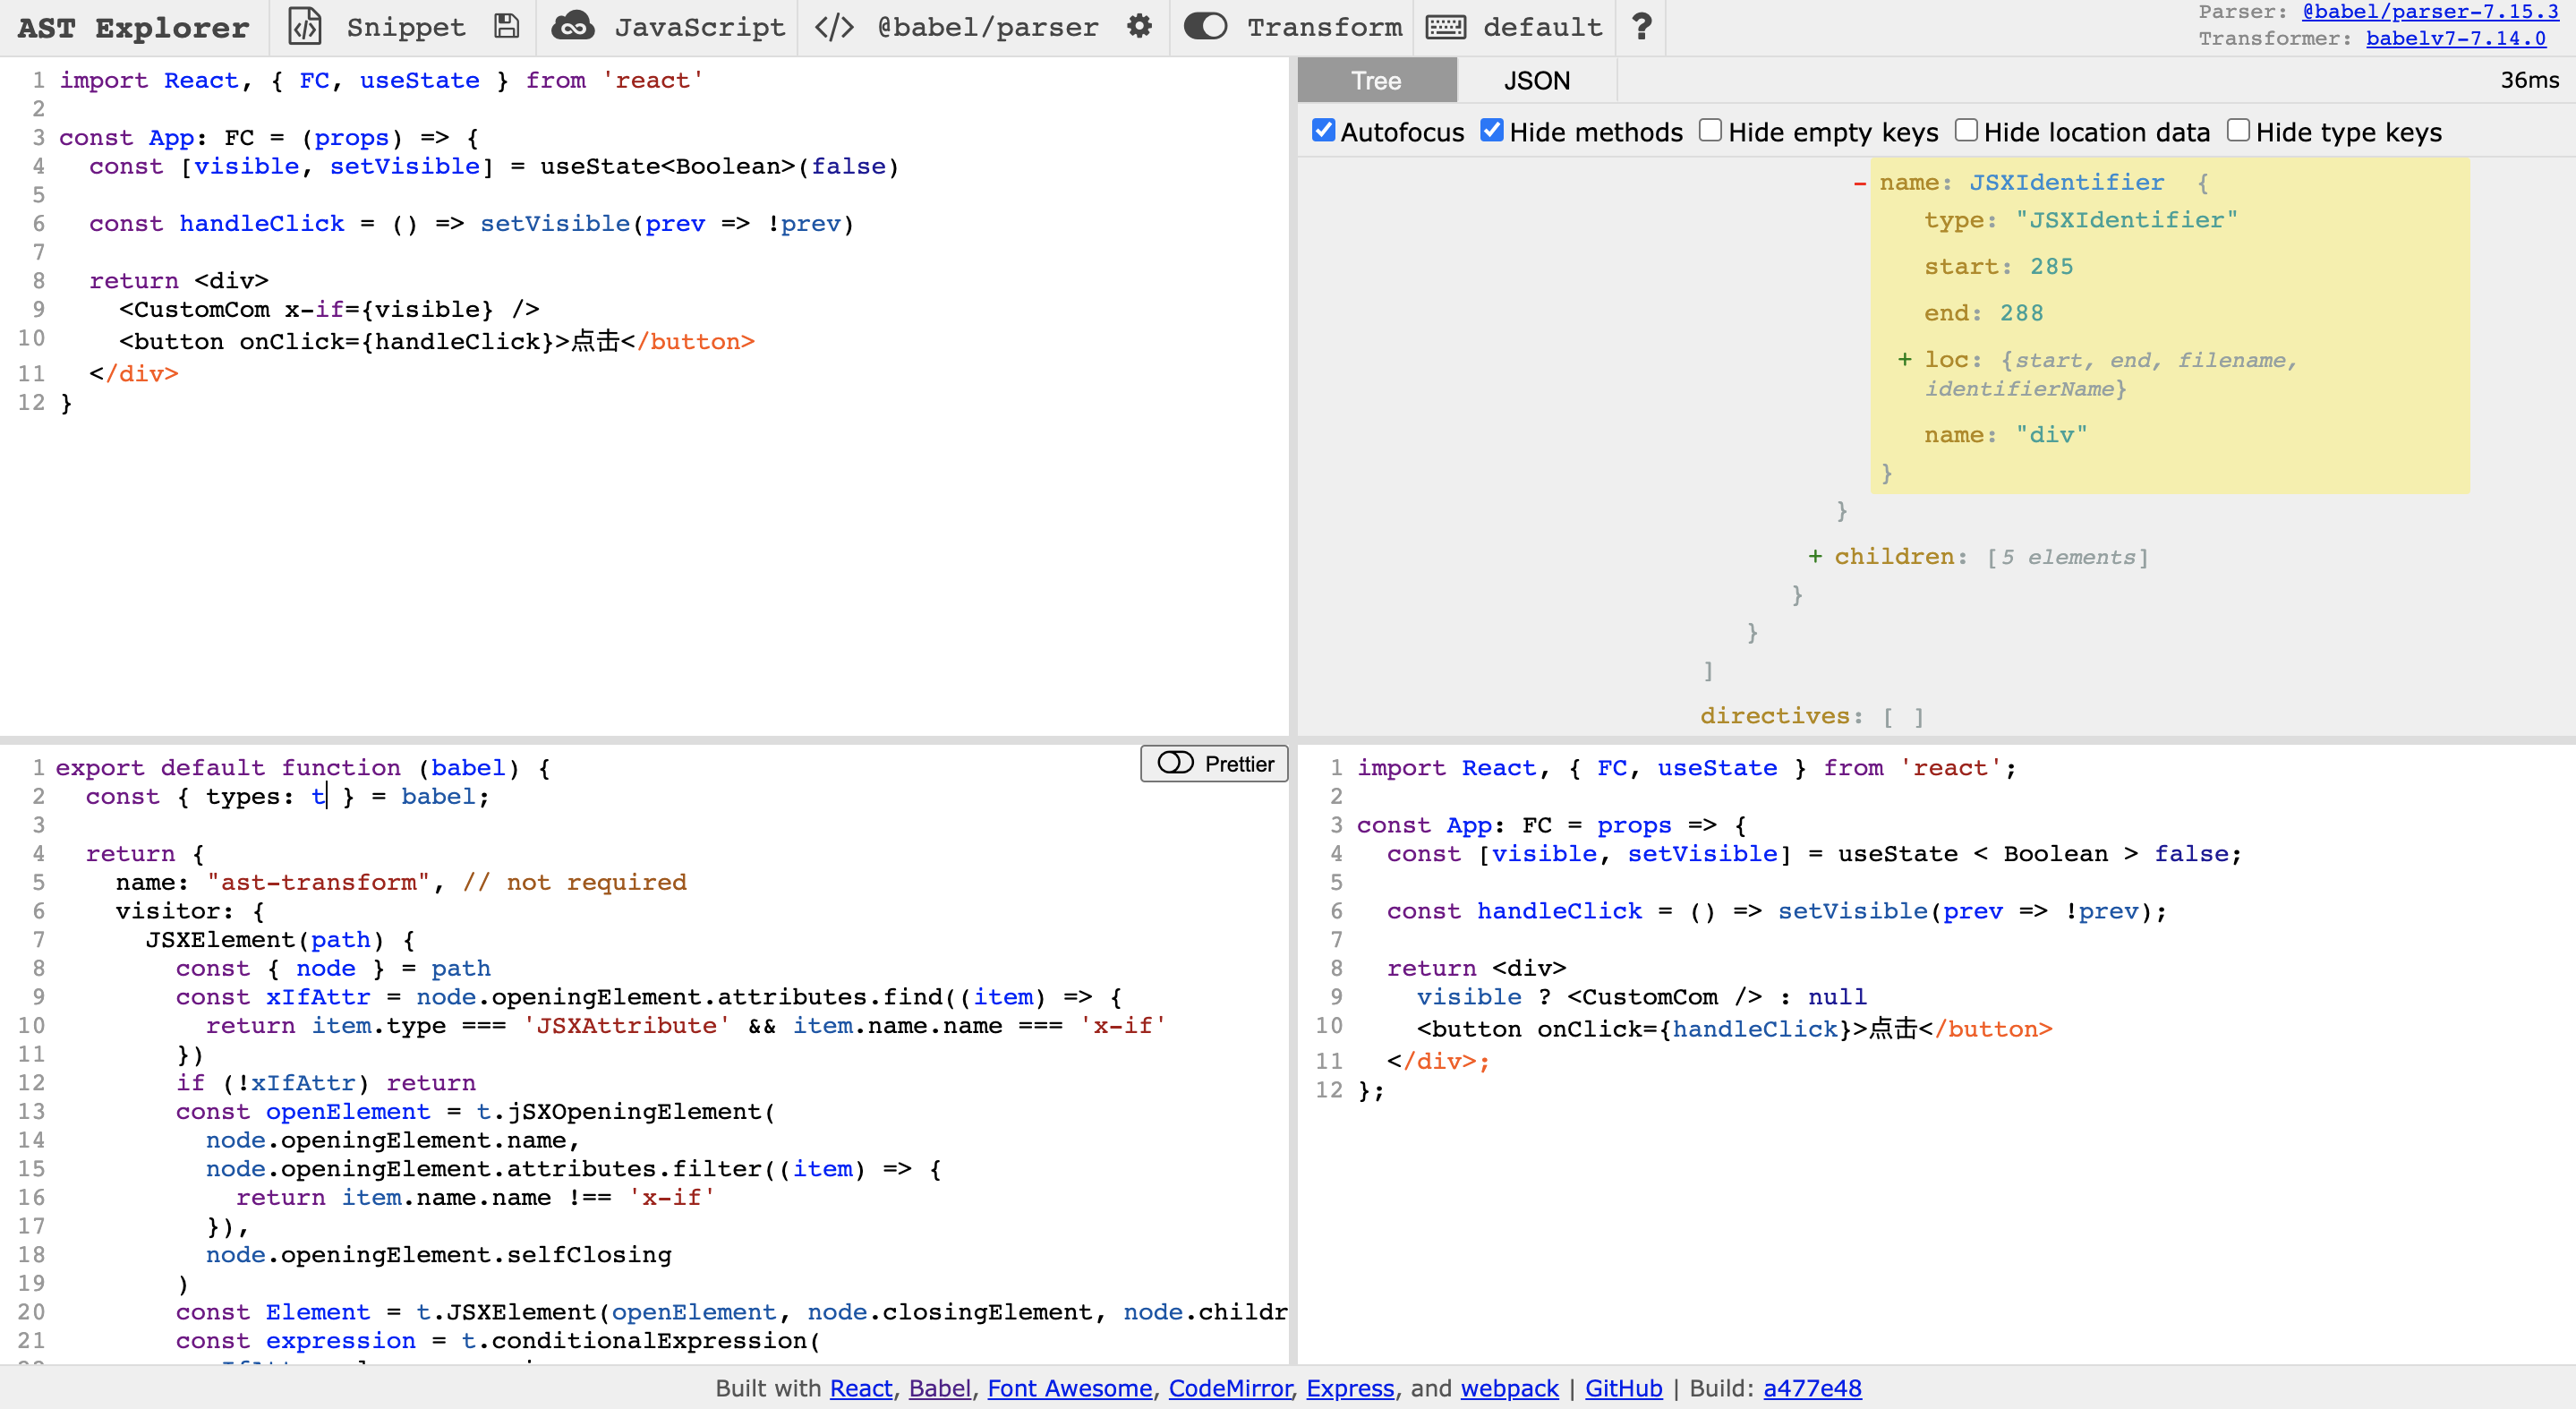 AST Explorer Snippet JavaScript </> @babel/parser Transform default ?
Parser: @babel/parser-7.15.3
Transformer: babelv7-7.14.0
1 import React, { FC, useState } from 'react'
2
3 const App: FC = (props) => {
4 const [visible, setVisible] = useState<Boolean>(false)
5
6 const handleClick = () => setVisible(prev => !prev)
7
8 return <div>
9 <CustomCom x-if={visible} />
10 <button onClick={handleClick}>点击</button>
11 </div>
12 }
Tree JSON 36ms
Autofocus Hide methods Hide empty keys Hide location data Hide type keys
- name: JSXIdentifier {
type: "JSXIdentifier"
start: 285
end: 288
+ loc: {start, end, filename,
identifierName}
name: "div"
}
}
+ children: [5 elements]
}
}
]
directives: [ ]
Prettier
1 export default function (babel) {
2 const { types: t } = babel;
3
4 return {
5 name: "ast-transform", // not required
6 visitor: {
7 JSXElement(path) {
8 const { node } = path
9 const xIfAttr = node.openingElement.attributes.find((item) => {
10 return item.type === 'JSXAttribute' && item.name.name === 'x-if'
11 })
12 if (!xIfAttr) return
13 const openElement = t.jSXOpeningElement(
14 node.openingElement.name,
15 node.openingElement.attributes.filter((item) => {
16 return item.name.name !== 'x-if'
17 }),
18 node.openingElement.selfClosing
19 )
20 const Element = t.JSXElement(openElement, node.closingElement, node.childr
21 const expression = t.conditionalExpression(
1 import React, { FC, useState } from 'react';
2
3 const App: FC = props => {
4 const [visible, setVisible] = useState < Boolean > false;
5
6 const handleClick = () => setVisible(prev => !prev);
7
8 return <div>
9 visible ? <CustomCom /> : null
10 <button onClick={handleClick}>点击</button>
11 </div>;
12 };
Built with React, Babel, Font Awesome, CodeMirror, Express, and webpack | GitHub | Build: a477e48